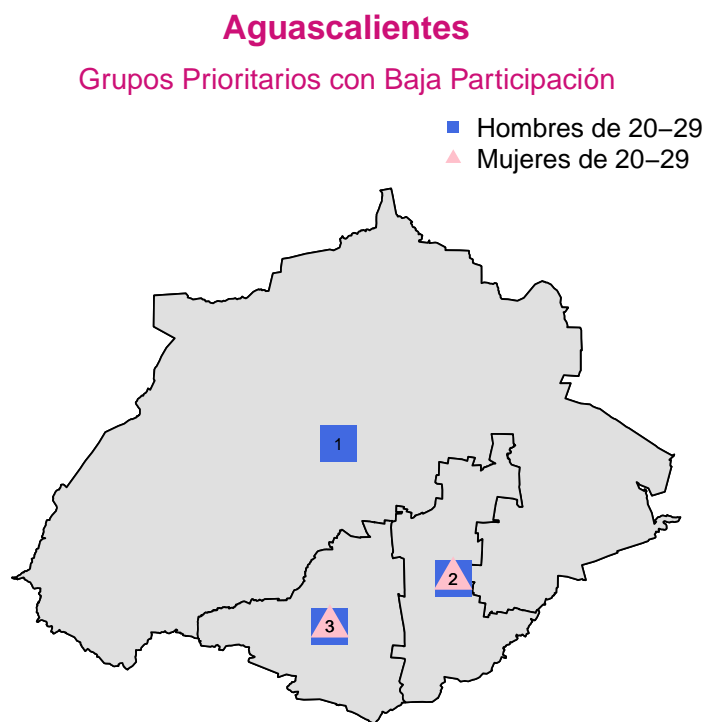 Aguascalientes
Grupos Prioritarios con Baja Participación
Hombres de 20−29
Mujeres de 20−29
1
2
3